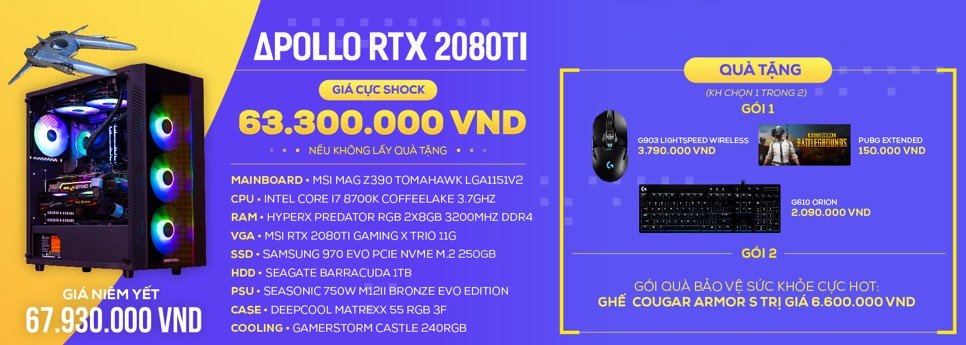 APOLLO RTX 2080TI
GIÁ CỰC SHOCK
63.300.000 VND
NẾU KHÔNG LẤY QUÀ TẶNG
MAINBOARD • MSI MAG Z390 TOMAHAWK LGA1151V2
CPU • INTEL CORE I7 8700K COFFEELAKE 3.7GHZ
RAM • HYPERX PREDATOR RGB 2X8GB 3200MHZ DDR4
VGA • MSI RTX 2080TI GAMING X TRIO 11G
SSD • SAMSUNG 970 EVO PCIE NVME M.2 250GB
HDD • SEAGATE BARRACUDA 1TB
PSU • SEASONIC 750W M12II BRONZE EVO EDITION
CASE • DEEPCOOL MATREXX 55 RGB 3F
COOLING • GAMERSTORM CASTLE 240RGB
GIÁ NIÊM YẾT
67.930.000 VND
QUÀ TẶNG
(KH CHỌN 1 TRONG 2)
GÓI 1
G903 LIGHTSPEED WIRELESS
3.790.000 VND
BATTLEGROUNDS
PUBG EXTENDED
150.000 VND
G610 ORION
2.090.000 VND
GÓI 2
GÓI QUÀ BẢO VỆ SỨC KHỎE CỰC HOT:
GHẾ COUGAR ARMOR S TRỊ GIÁ 6.600.000 VND